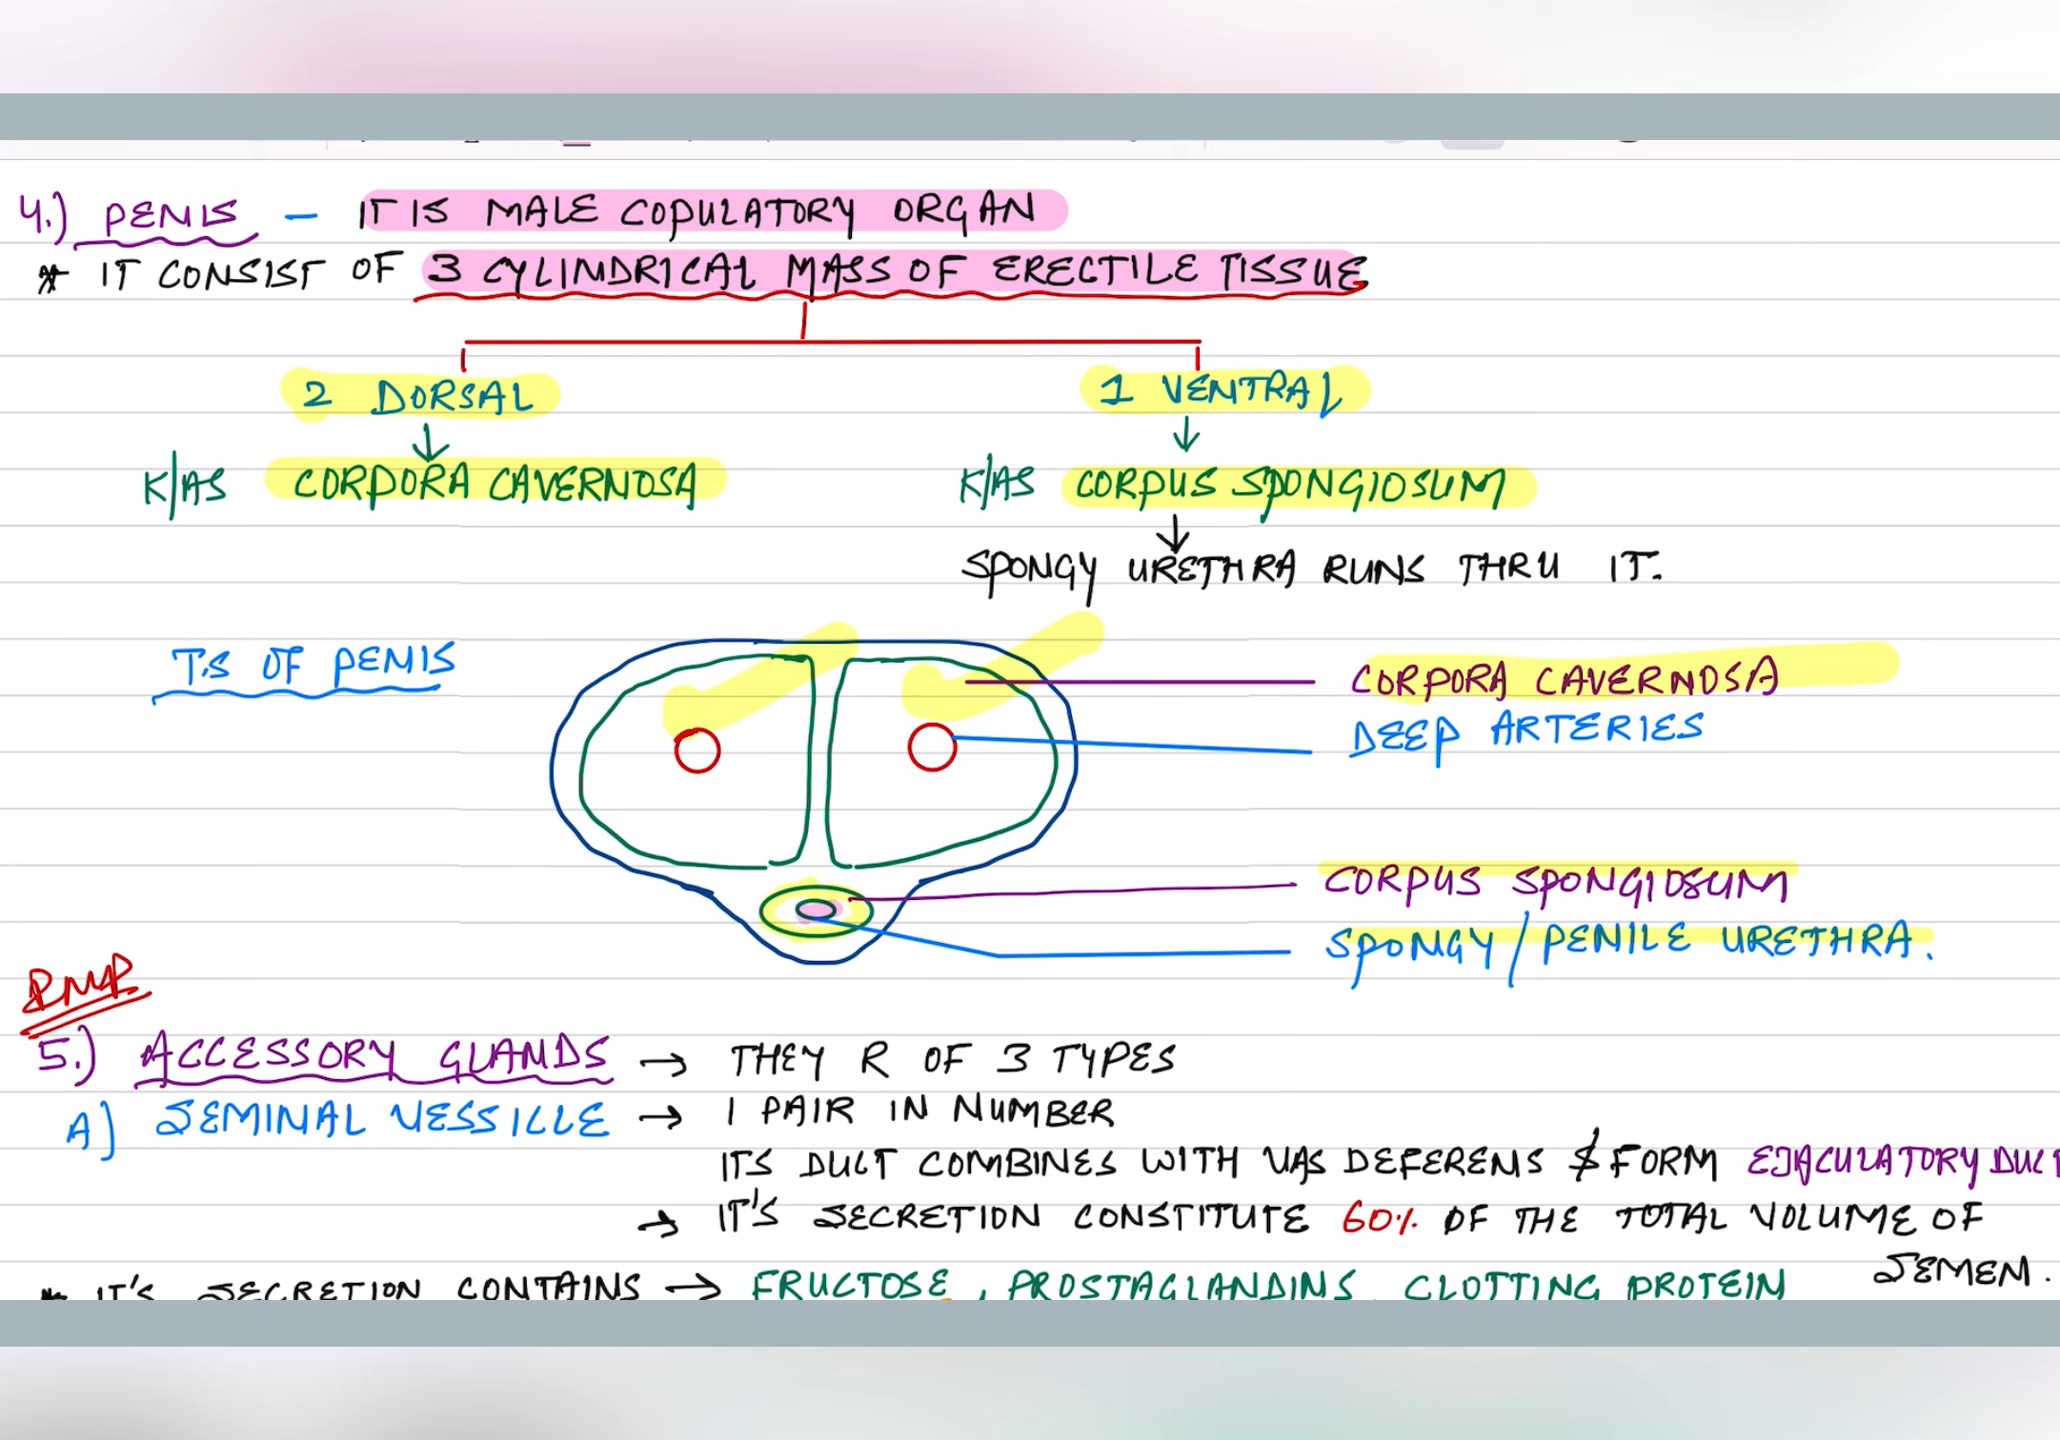 4.) PENIS - IT IS MALE COPULATORY ORGAN
* IT CONSIST OF 3 CYLINDRICAL MASS OF ERECTILE TISSUE
2 DORSAL 1 VENTRAL
↓ ↓
K/AS CORPORA CAVERNOSA K/AS CORPUS SPONGIOSUM
↓
SPONGY URETHRA RUNS THRU IT.
T.S OF PENIS
CORPORA CAVERNOSA
DEEP ARTERIES
CORPUS SPONGIOSUM
SPONGY / PENILE URETHRA.
IMP
5.) ACCESSORY GLANDS → THEY R OF 3 TYPES
A) SEMINAL VESSILLE → 1 PAIR IN NUMBER
ITS DUCT COMBINES WITH VAS DEFERENS & FORM EJACULATORY DUCT
→ IT'S SECRETION CONSTITUTE 60% OF THE TOTAL VOLUME OF
SEMEN.
* IT'S SECRETION CONTAINS → FRUCTOSE, PROSTAGLANDINS, CLOTTING PROTEIN